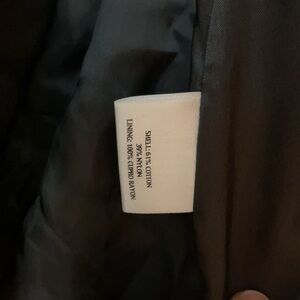 SHELL: 61% COTTON
39% NYLON
LINING: 100% CUPRO RAYON